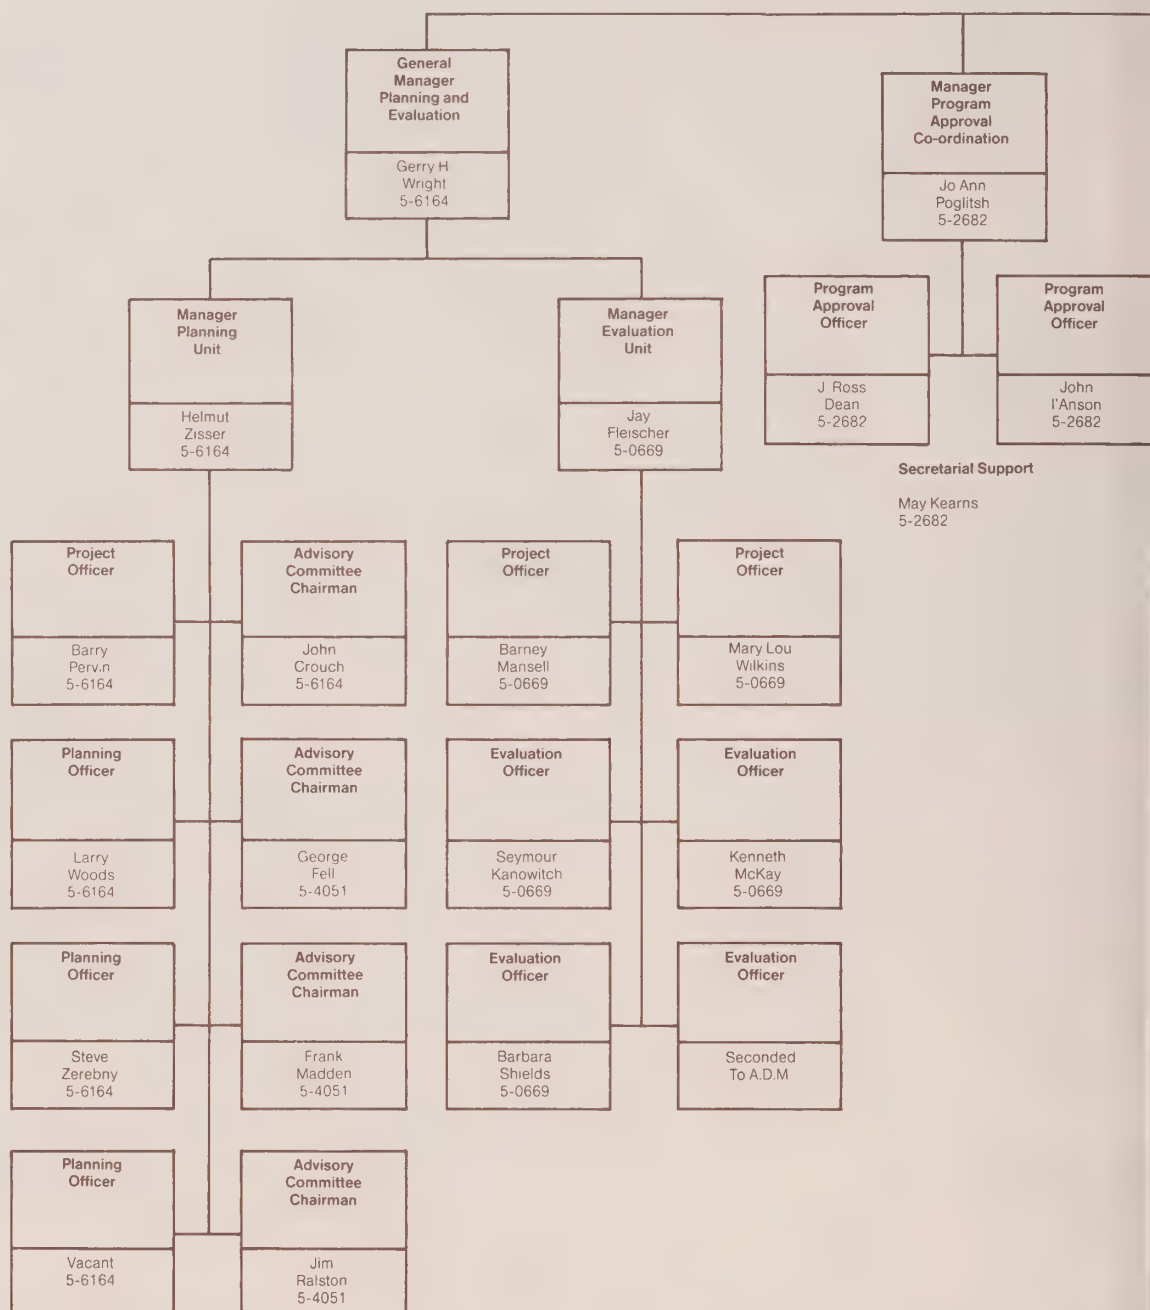 General
Manager
Planning and
Evaluation
Gerry H
Wright
5-6164
Manager
Program
Approval
Co-ordination
Jo Ann
Poglitsh
5-2682
Program
Approval
Officer
J. Ross
Dean
5-2682
Program
Approval
Officer
John
I'Anson
5-2682
Secretarial Support
May Kearns
5-2682
Manager
Planning
Unit
Helmut
Zisser
5-6164
Manager
Evaluation
Unit
Jay
Fleischer
5-0669
Project
Officer
Barry
Pervin
5-6164
Advisory
Committee
Chairman
John
Crouch
5-6164
Project
Officer
Barney
Mansell
5-0669
Project
Officer
Mary Lou
Wilkins
5-0669
Planning
Officer
Larry
Woods
5-6164
Advisory
Committee
Chairman
George
Fell
5-4051
Evaluation
Officer
Seymour
Kanowitch
5-0669
Evaluation
Officer
Kenneth
McKay
5-0669
Planning
Officer
Steve
Zerebny
5-6164
Advisory
Committee
Chairman
Frank
Madden
5-4051
Evaluation
Officer
Barbara
Shields
5-0669
Evaluation
Officer
Seconded
To A.D.M
Planning
Officer
Vacant
5-6164
Advisory
Committee
Chairman
Jim
Ralston
5-4051